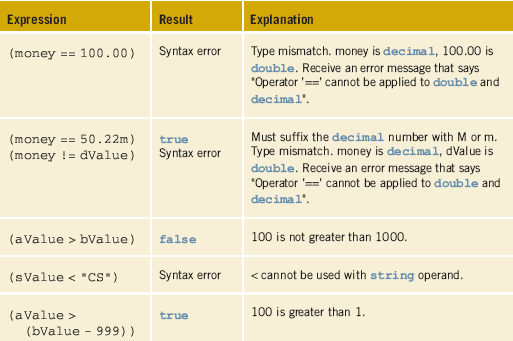 Expression Result Explanation
(money == 100.00) Syntax error Type mismatch. money is decimal, 100.00 is
double. Receive an error message that says
"Operator '==' cannot be applied to double and
decimal".
(money == 50.22m) true Must suffix the decimal number with M or m.
(money != dValue) Syntax error Type mismatch. money is decimal, dValue is
double. Receive an error message that says
"Operator '==' cannot be applied to double and
decimal".
(aValue > bValue) false 100 is not greater than 1000.
(sValue < "CS") Syntax error < cannot be used with string operand.
(aValue > true 100 is greater than 1.
(bValue – 999))